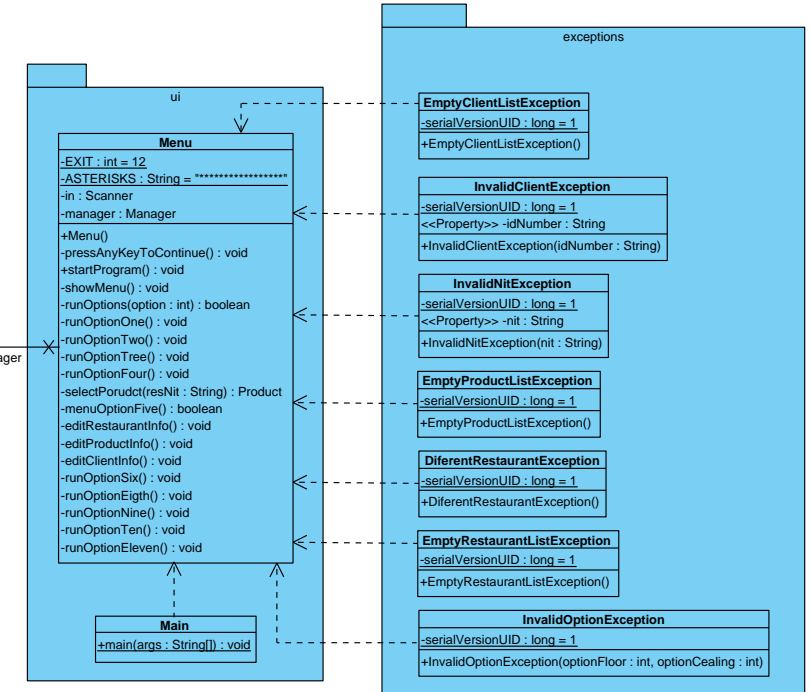 exceptions
ui
Menu
-EXIT : int = 12
-ASTERISKS : String = "*****************"
-in : Scanner
-manager : Manager
+Menu()
-pressAnyKeyToContinue() : void
+startProgram() : void
-showMenu() : void
-runOptions(option : int) : boolean
-runOptionOne() : void
-runOptionTwo() : void
-runOptionTree() : void
-runOptionFour() : void
-selectPorudct(resNit : String) : Product
-menuOptionFive() : boolean
-editRestaurantInfo() : void
-editProductInfo() : void
-editClientInfo() : void
-runOptionSix() : void
-runOptionEigth() : void
-runOptionNine() : void
-runOptionTen() : void
-runOptionEleven() : void
ager
Main
+main(args : String[]) : void
EmptyClientListException
-serialVersionUID : long = 1
+EmptyClientListException()
InvalidClientException
-serialVersionUID : long = 1
<<Property>> -idNumber : String
+InvalidClientException(idNumber : String)
InvalidNitException
-serialVersionUID : long = 1
<<Property>> -nit : String
+InvalidNitException(nit : String)
EmptyProductListException
-serialVersionUID : long = 1
+EmptyProductListException()
DiferentRestaurantException
-serialVersionUID : long = 1
+DiferentRestaurantException()
EmptyRestaurantListException
-serialVersionUID : long = 1
+EmptyRestaurantListException()
InvalidOptionException
-serialVersionUID : long = 1
+InvalidOptionException(optionFloor : int, optionCealing : int)